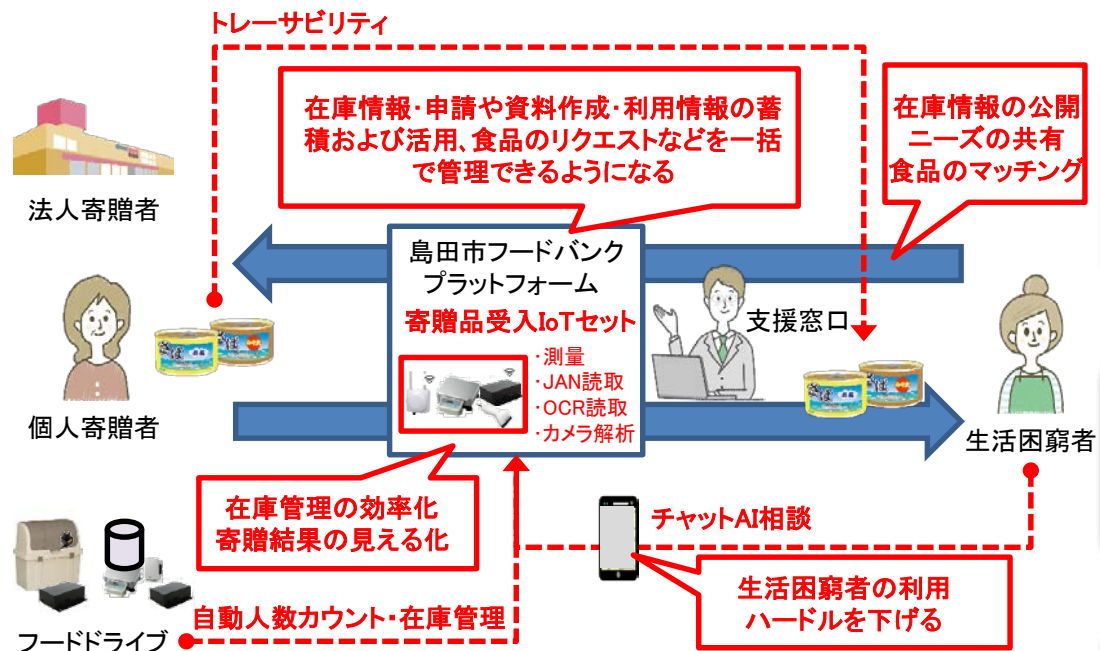 トレーサビリティ
在庫情報・申請や資料作成・利用情報の蓄
積および活用、食品のリクエストなどを一括
で管理できるようになる
在庫情報の公開
ニーズの共有
食品のマッチング
法人寄贈者
島田市フードバンク
プラットフォーム
寄贈品受入IoTセット
・測量
・JAN読取
・OCR読取
・カメラ解析
支援窓口
個人寄贈者
生活困窮者
在庫管理の効率化
寄贈結果の見える化
チャットAI相談
生活困窮者の利用
ハードルを下げる
自動人数カウント・在庫管理
フードドライブ
さば
さば
さば
さば